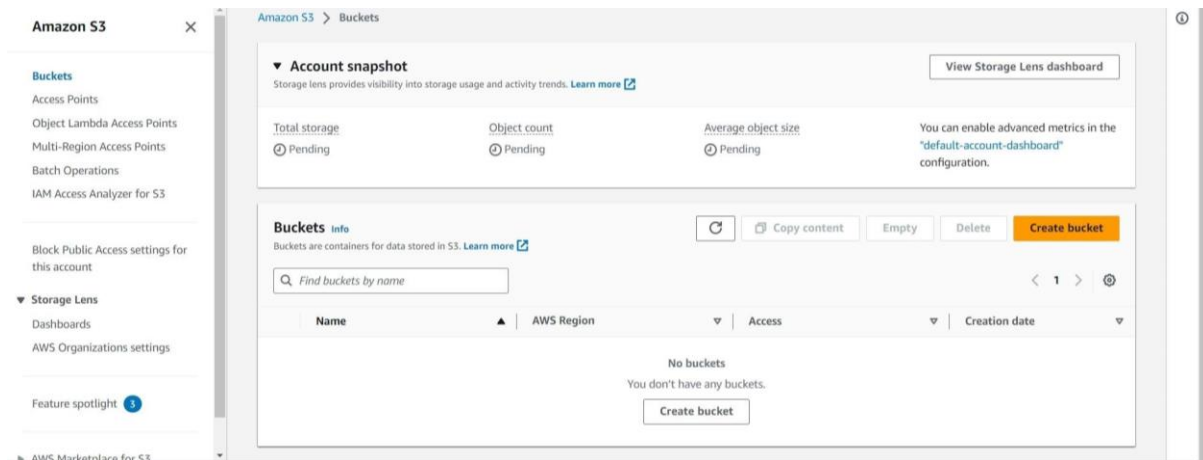 Amazon S3
Buckets
Access Points
Object Lambda Access Points
Multi-Region Access Points
Batch Operations
IAM Access Analyzer for S3
Block Public Access settings for
this account
Storage Lens
Dashboards
AWS Organizations settings
Feature spotlight 3
AWS Marketplace for S3
Amazon S3 > Buckets
Account snapshot
Storage lens provides visibility into storage usage and activity trends. Learn more
View Storage Lens dashboard
Total storage
Pending
Object count
Pending
Average object size
Pending
You can enable advanced metrics in the
"default-account-dashboard"
configuration.
Buckets Info
Buckets are containers for data stored in S3. Learn more
Copy content
Empty
Delete
Create bucket
Find buckets by name
< 1 >
Name
AWS Region
Access
Creation date
No buckets
You don't have any buckets.
Create bucket